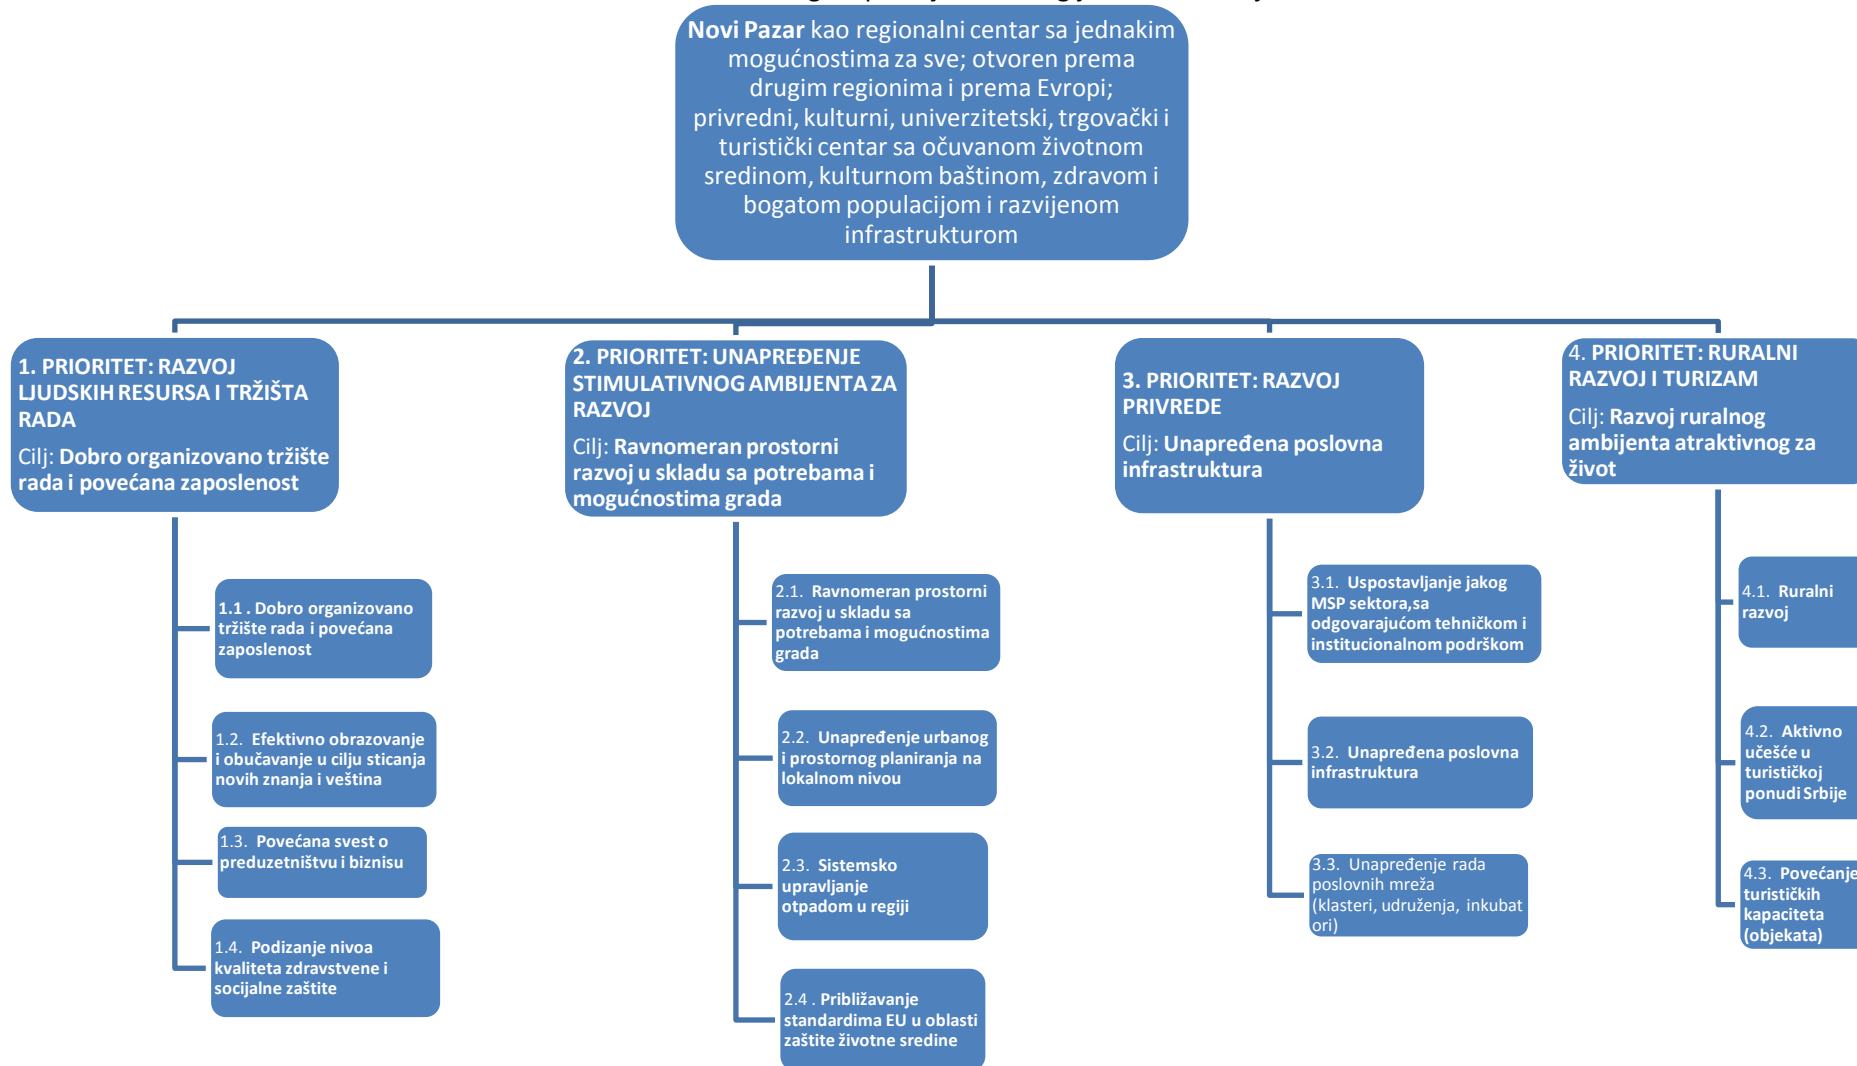 Novi Pazar kao regionalni centar sa jednakim
mogućnostima za sve; otvoren prema
drugim regionima i prema Evropi;
privredni, kulturni, univerzitetski, trgovački i
turistički centar sa očuvanom životnom
sredinom, kulturnom baštinom, zdravom i
bogatom populacijom i razvijenom
infrastrukturom
1. PRIORITET: RAZVOJ
LJUDSKIH RESURSA I TRŽIŠTA
RADA
Cilj: Dobro organizovano tržište
rada i povećana zaposlenost
1.1 . Dobro organizovano
tržište rada i povećana
zaposlenost
1.2. Efektivno obrazovanje
i obučavanje u cilju sticanja
novih znanja i veština
1.3. Povećana svest o
preduzetništvu i biznisu
1.4. Podizanje nivoa
kvaliteta zdravstvene i
socijalne zaštite
2. PRIORITET: UNAPREĐENJE
STIMULATIVNOG AMBIJENTA ZA
RAZVOJ
Cilj: Ravnomeran prostorni
razvoj u skladu sa potrebama i
mogućnostima grada
2.1. Ravnomeran prostorni
razvoj u skladu sa
potrebama i mogućnostima
grada
2.2. Unapređenje urbanog
i prostornog planiranja na
lokalnom nivou
2.3. Sistemsko
upravljanje
otpadom u regiji
2.4 . Približavanje
standardima EU u oblasti
zaštite životne sredine
3. PRIORITET: RAZVOJ
PRIVREDE
Cilj: Unapređena poslovna
infrastruktura
3.1. Uspostavljanje jakog
MSP sektora,sa
odgovarajućom tehničkom i
institucionalnom podrškom
3.2. Unapređena poslovna
infrastruktura
3.3. Unapređenje rada
poslovnih mreža
(klasteri, udruženja, inkubat
ori)
4. PRIORITET: RURALNI
RAZVOJ I TURIZAM
Cilj: Razvoj ruralnog
ambijenta atraktivnog za
život
4.1. Ruralni
razvoj
4.2. Aktivno
učešće u
turističkoj
ponudi Srbije
4.3. Povećanje
turističkih
kapaciteta
(objekata)